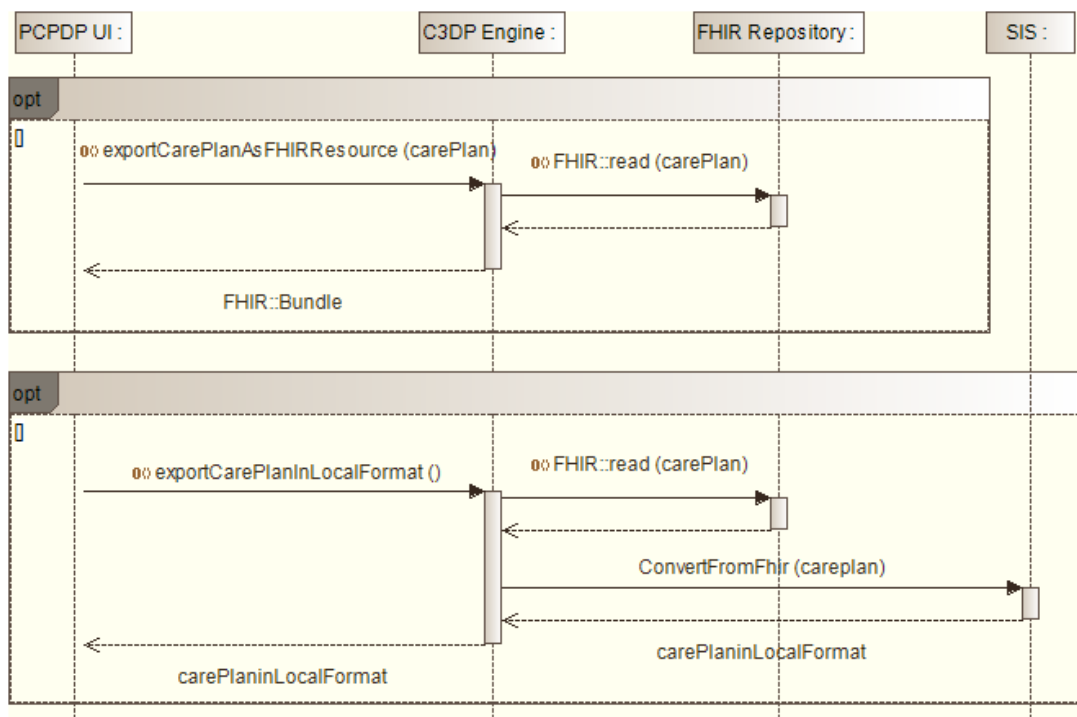 PCPDP UI :
C3DP Engine :
FHIR Repository :
SIS :
opt
[]
exportCarePlanAsFHIRResource (carePlan)
FHIR::read (carePlan)
FHIR::Bundle
opt
[]
exportCarePlanInLocalFormat ()
FHIR::read (carePlan)
ConvertFromFhir (careplan)
carePlaninLocalFormat
carePlaninLocalFormat